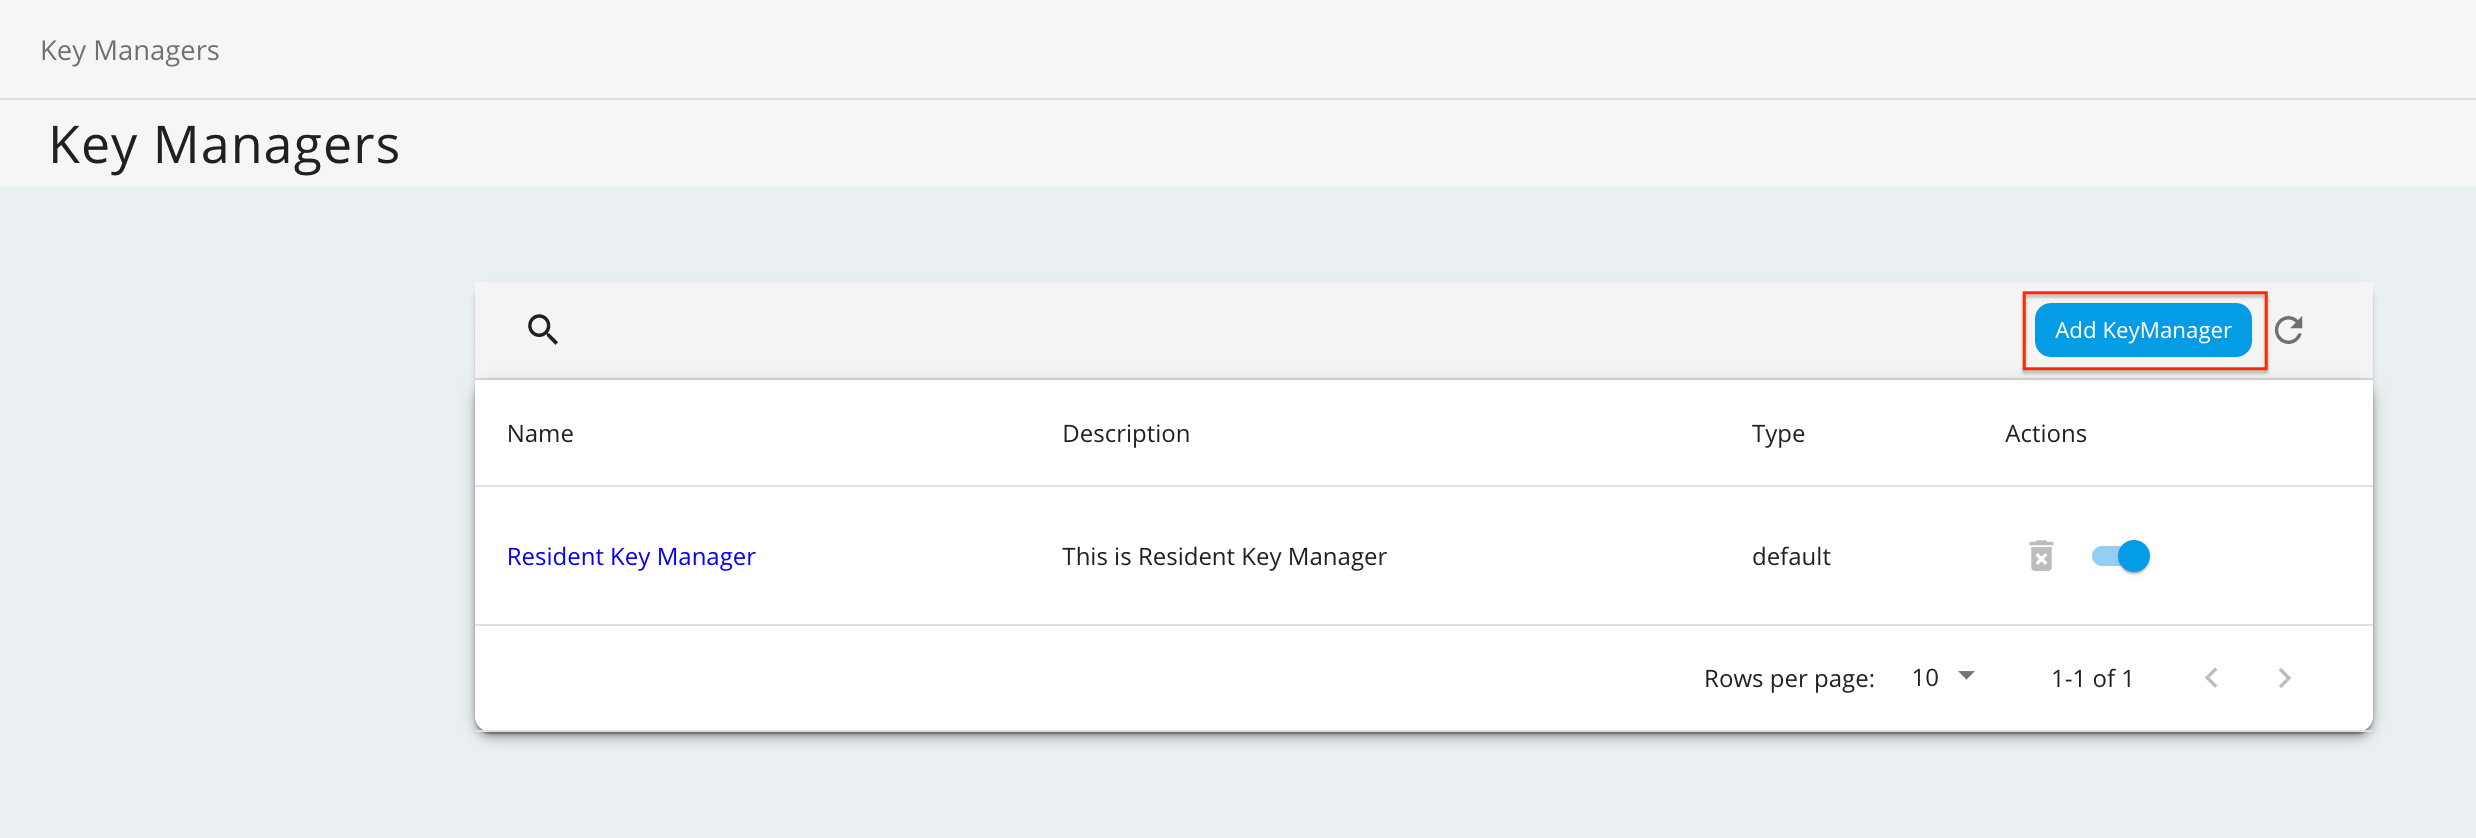 Key Managers
Key Managers
Add KeyManager
Name Description Type Actions
Resident Key Manager This is Resident Key Manager default
Rows per page: 10 1-1 of 1